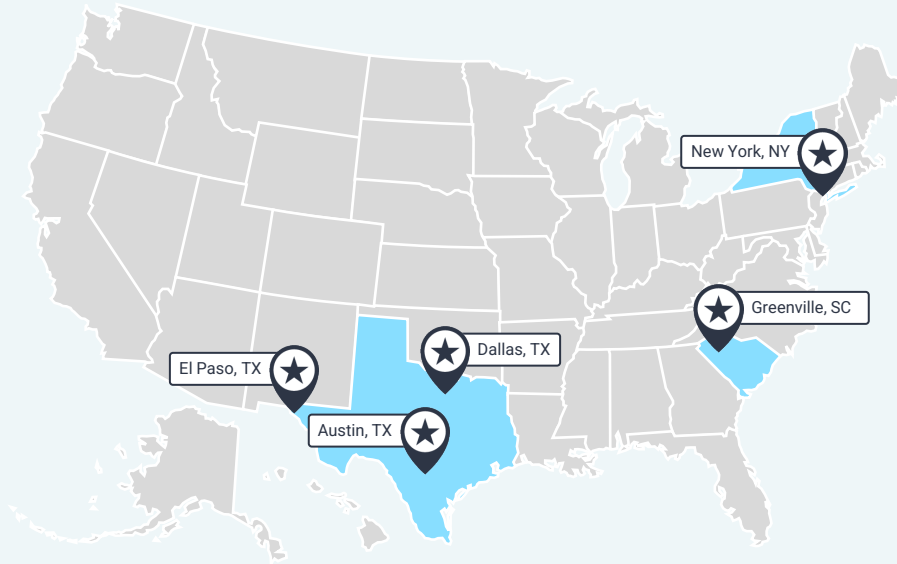 New York, NY
Greenville, SC
Dallas, TX
El Paso, TX
Austin, TX